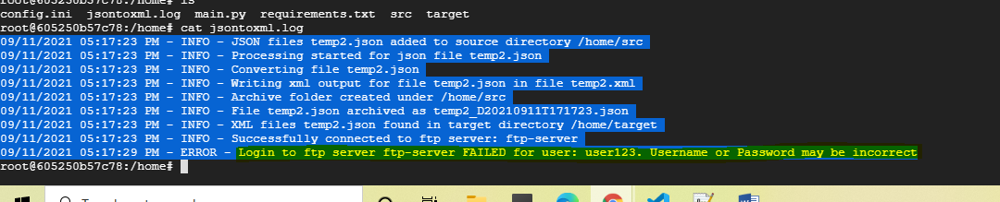 root@605250b57c78:/home# ls
config.ini jsontoxml.log main.py requirements.txt src target
root@605250b57c78:/home# cat jsontoxml.log
09/11/2021 05:17:23 PM - INFO - JSON files temp2.json added to source directory /home/src
09/11/2021 05:17:23 PM - INFO - Processing started for json file temp2.json
09/11/2021 05:17:23 PM - INFO - Converting file temp2.json
09/11/2021 05:17:23 PM - INFO - Writing xml output for file temp2.json in file temp2.xml
09/11/2021 05:17:23 PM - INFO - Archive folder created under /home/src
09/11/2021 05:17:23 PM - INFO - File temp2.json archived as temp2_D20210911T171723.json
09/11/2021 05:17:23 PM - INFO - XML files temp2.json found in target directory /home/target
09/11/2021 05:17:23 PM - INFO - Successfully connected to ftp server: ftp-server
09/11/2021 05:17:29 PM - ERROR - Login to ftp server ftp-server FAILED for user: user123. Username or Password may be incorrect
root@605250b57c78:/home#